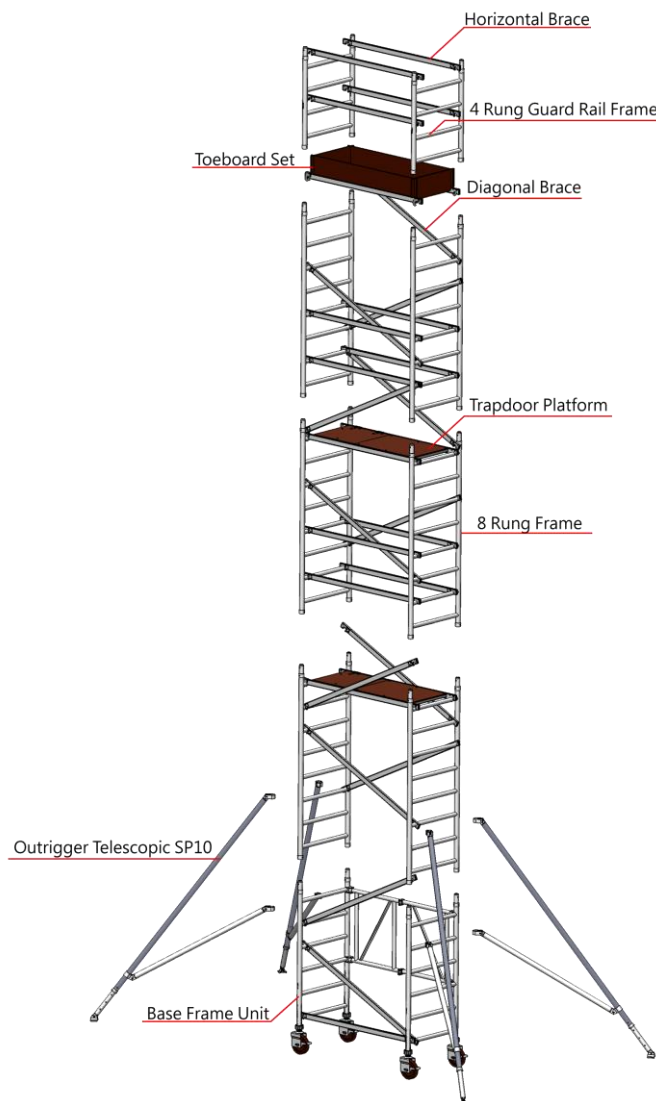 Horizontal Brace
4 Rung Guard Rail Frame
Toeboard Set
Diagonal Brace
Trapdoor Platform
8 Rung Frame
Outrigger Telescopic SP10
Base Frame Unit